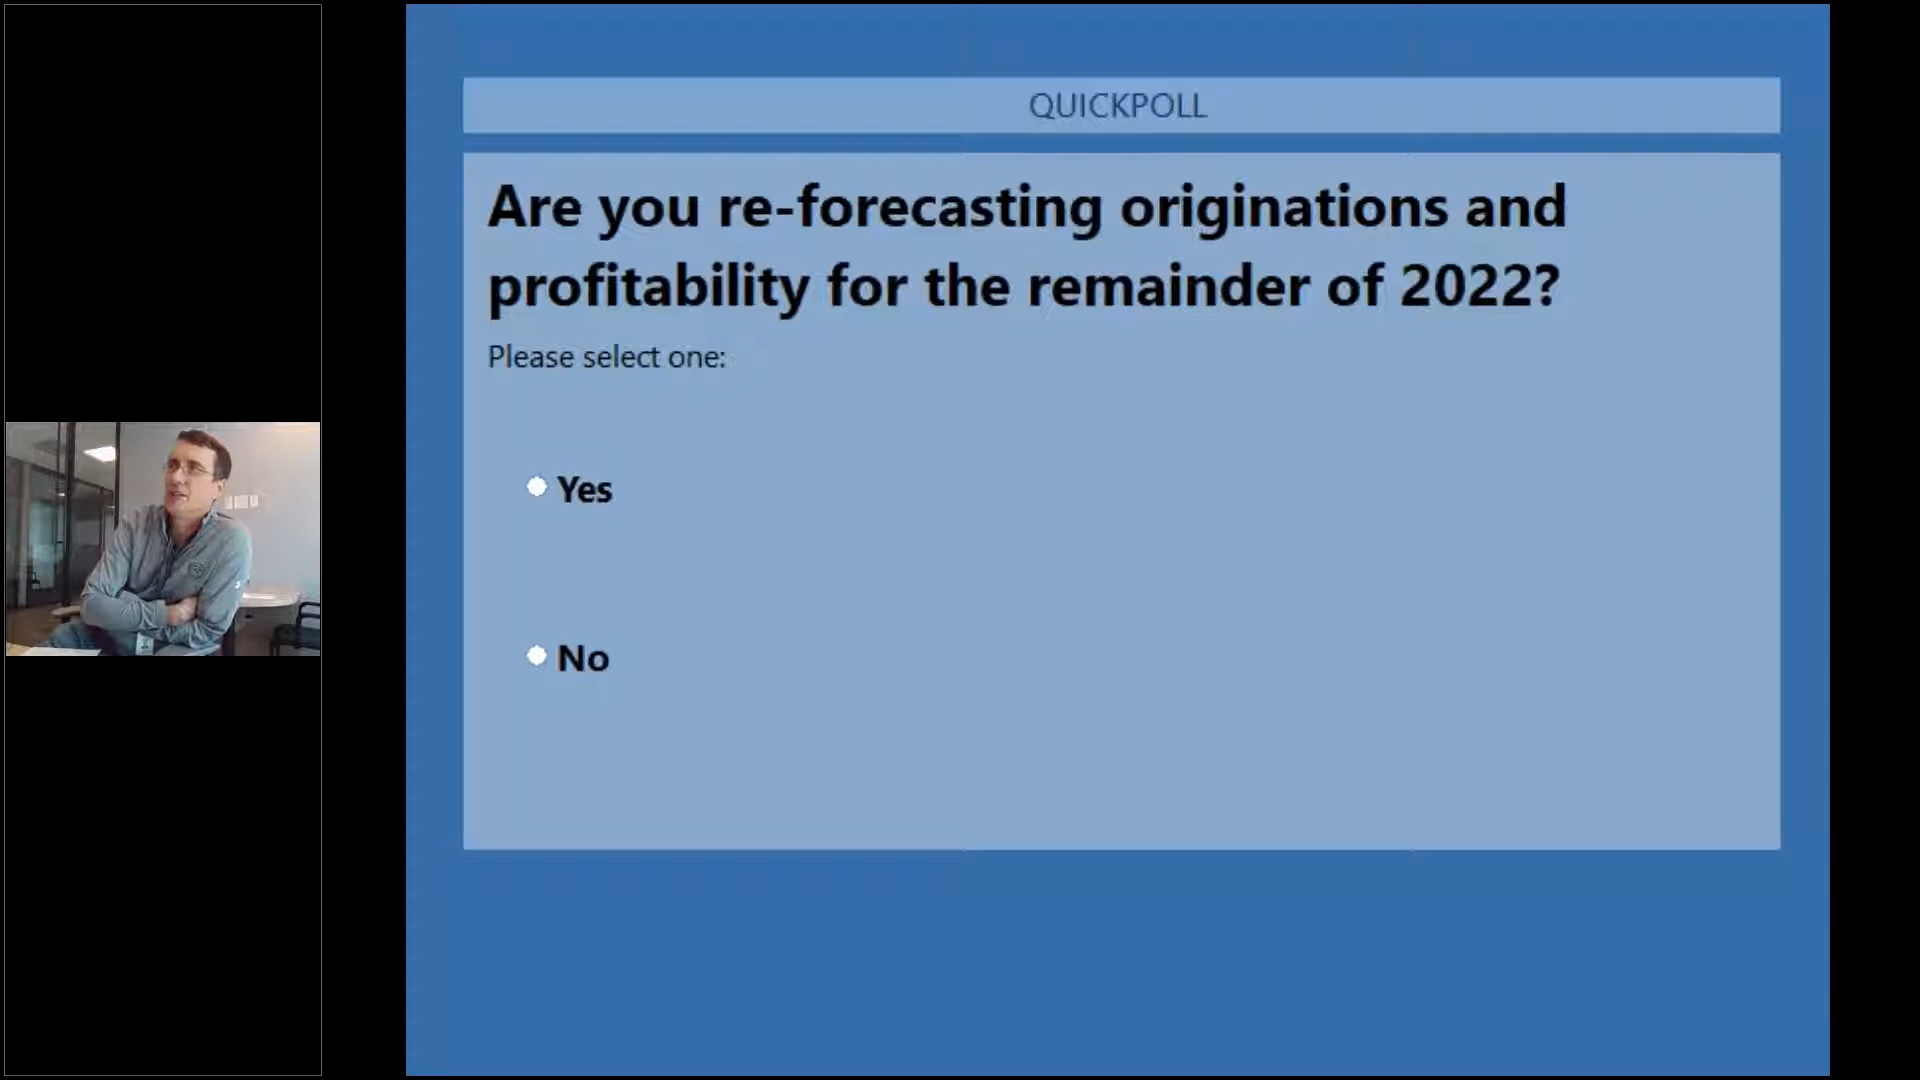 QUICKPOLL
Are you re-forecasting originations and
profitability for the remainder of 2022?
Please select one:
Yes
No